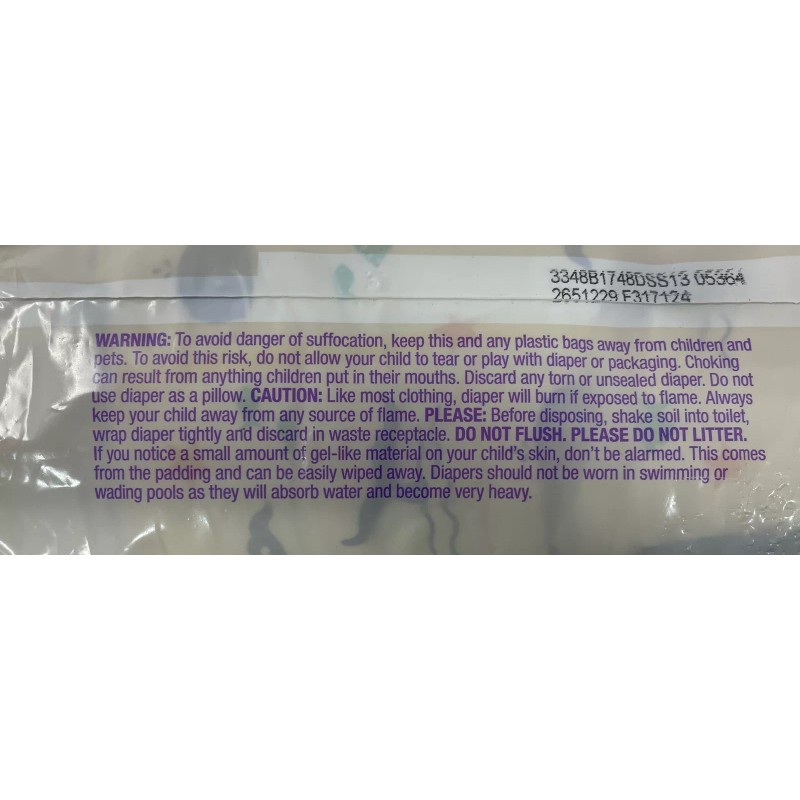 3348B1748DSS13 05364
2651229 F317124
WARNING: To avoid danger of suffocation, keep this and any plastic bags away from children and
pets. To avoid this risk, do not allow your child to tear or play with diaper or packaging. Choking
can result from anything children put in their mouths. Discard any torn or unsealed diaper. Do not
use diaper as a pillow. CAUTION: Like most clothing, diaper will burn if exposed to flame. Always
keep your child away from any source of flame. PLEASE: Before disposing, shake soil into toilet,
wrap diaper tightly and discard in waste receptacle. DO NOT FLUSH. PLEASE DO NOT LITTER.
If you notice a small amount of gel-like material on your child's skin, don't be alarmed. This comes
from the padding and can be easily wiped away. Diapers should not be worn in swimming or
wading pools as they will absorb water and become very heavy.